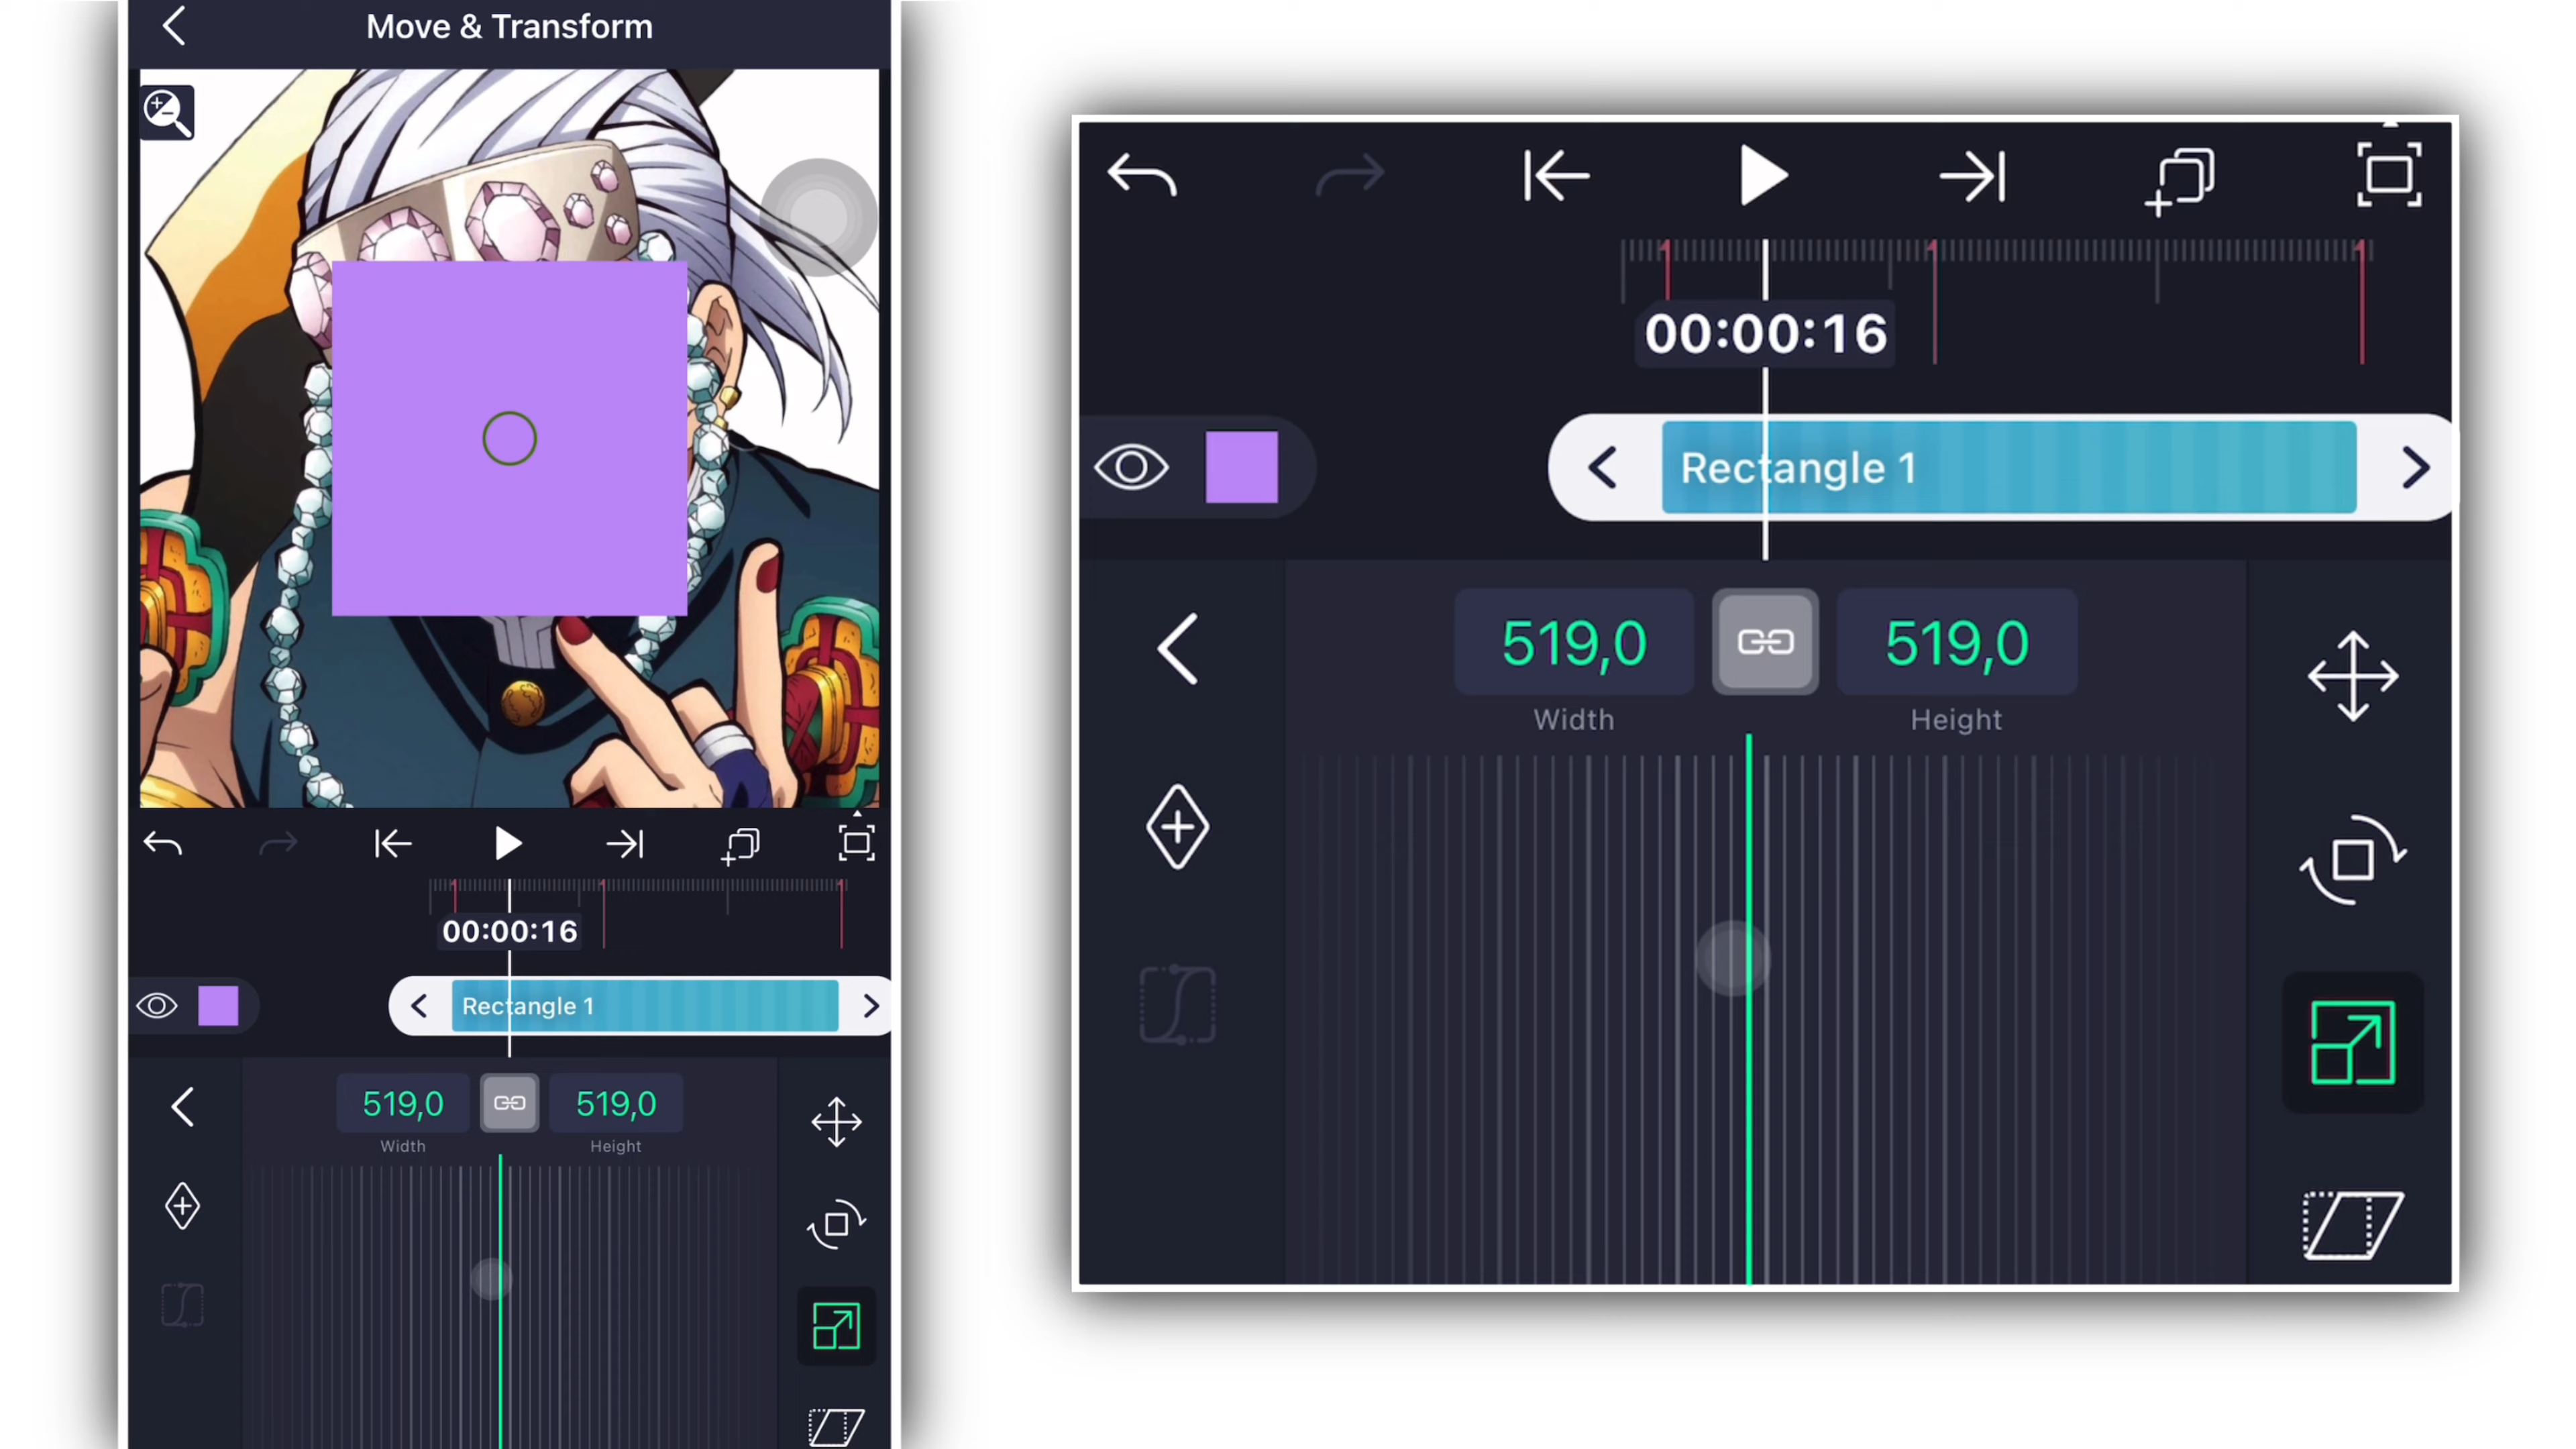 Move & Transform
00:00:16
Rectangle 1
519,0
519,0
Width
Height
00:00:16
Rectangle 1
519,0
519,0
Width
Height